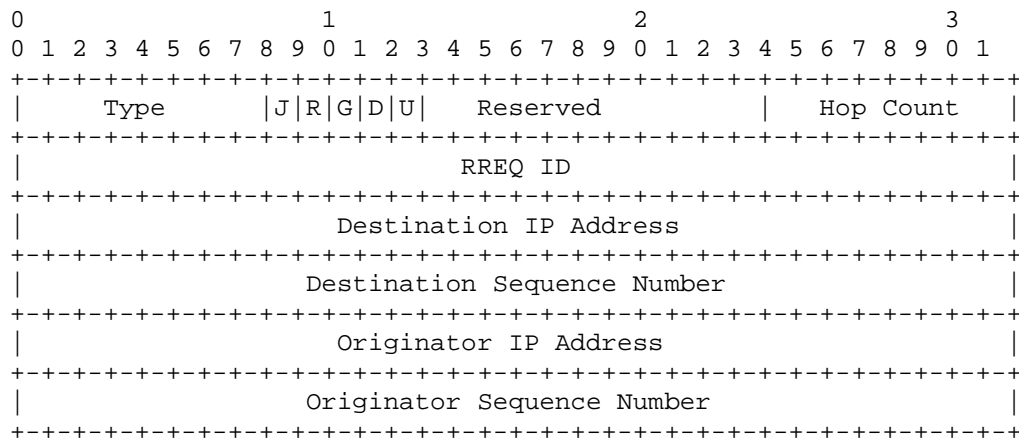 0                   1                   2                   3
0 1 2 3 4 5 6 7 8 9 0 1 2 3 4 5 6 7 8 9 0 1 2 3 4 5 6 7 8 9 0 1
+-+-+-+-+-+-+-+-+-+-+-+-+-+-+-+-+-+-+-+-+-+-+-+-+-+-+-+-+-+-+-+-+
|     Type      |J|R|G|D|U|   Reserved          |   Hop Count   |
+-+-+-+-+-+-+-+-+-+-+-+-+-+-+-+-+-+-+-+-+-+-+-+-+-+-+-+-+-+-+-+-+
|                            RREQ ID                            |
+-+-+-+-+-+-+-+-+-+-+-+-+-+-+-+-+-+-+-+-+-+-+-+-+-+-+-+-+-+-+-+-+
|                    Destination IP Address                     |
+-+-+-+-+-+-+-+-+-+-+-+-+-+-+-+-+-+-+-+-+-+-+-+-+-+-+-+-+-+-+-+-+
|                  Destination Sequence Number                  |
+-+-+-+-+-+-+-+-+-+-+-+-+-+-+-+-+-+-+-+-+-+-+-+-+-+-+-+-+-+-+-+-+
|                    Originator IP Address                      |
+-+-+-+-+-+-+-+-+-+-+-+-+-+-+-+-+-+-+-+-+-+-+-+-+-+-+-+-+-+-+-+-+
|                  Originator Sequence Number                   |
+-+-+-+-+-+-+-+-+-+-+-+-+-+-+-+-+-+-+-+-+-+-+-+-+-+-+-+-+-+-+-+-+